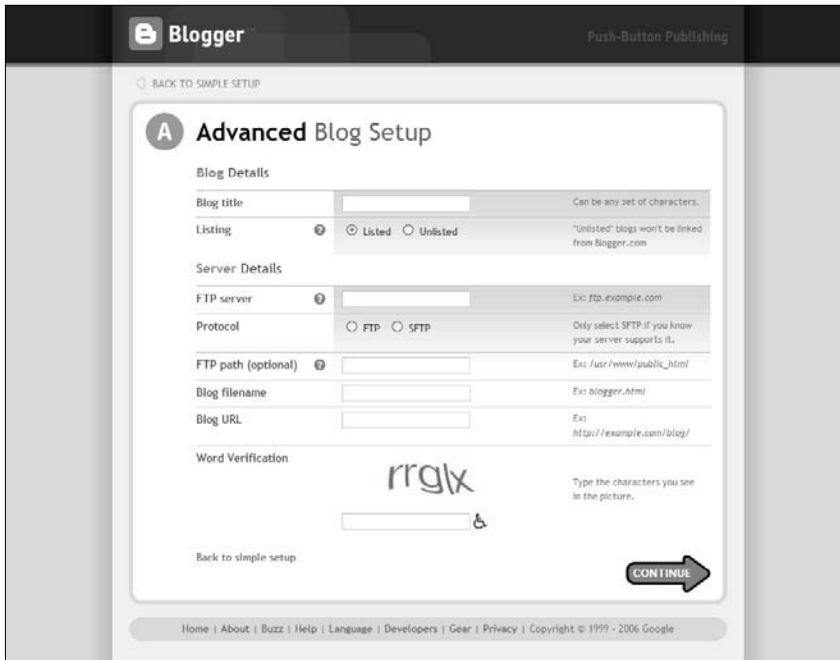 Blogger
Push-Button Publishing
BACK TO SIMPLE SETUP
A
Advanced Blog Setup
Blog Details
Blog title
Can be any set of characters.
Listing ?
Listed Unlisted
"Unlisted" blogs won't be linked
from Blogger.com
Server Details
FTP server ?
Ex: ftp.example.com
Protocol
FTP SFTP
Only select SFTP if you know
your server supports it.
FTP path (optional) ?
Ex: /usr/www/public_html
Blog filename
Ex: blogger.html
Blog URL
Ex:
http://example.com/blog/
Word Verification
rrglx
Type the characters you see
in the picture.
Back to simple setup
CONTINUE
Home | About | Buzz | Help | Language | Developers | Gear | Privacy | Copyright © 1999 - 2006 Google